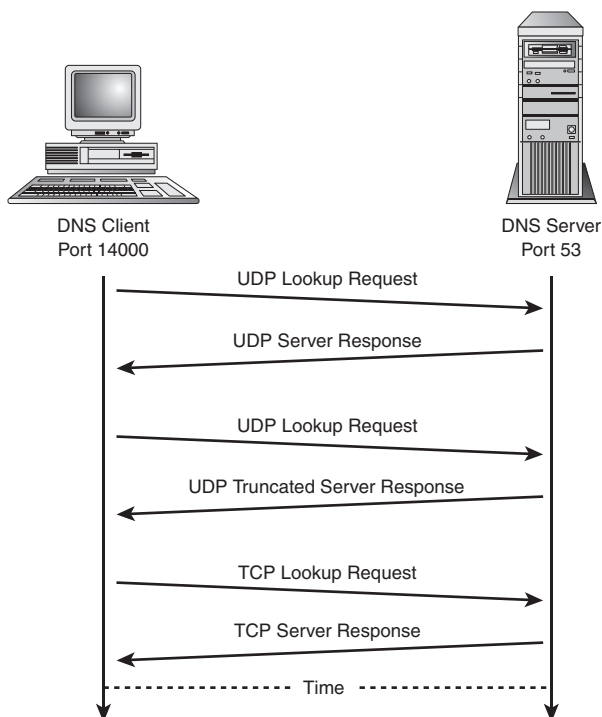 DNS Client
Port 14000
DNS Server
Port 53
UDP Lookup Request
UDP Server Response
UDP Lookup Request
UDP Truncated Server Response
TCP Lookup Request
TCP Server Response
Time